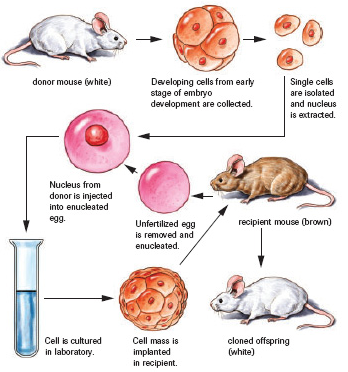 donor mouse (white)
Developing cells from early
stage of embryo
development are collected.
Single cells
are isolated
and nucleus
is extracted.
Nucleus from
donor is injected
into enucleated
egg.
Unfertilized egg
is removed and
enucleated.
recipient mouse (brown)
Cell is cultured
in laboratory.
Cell mass is
implanted
in recipient.
cloned offspring
(white)